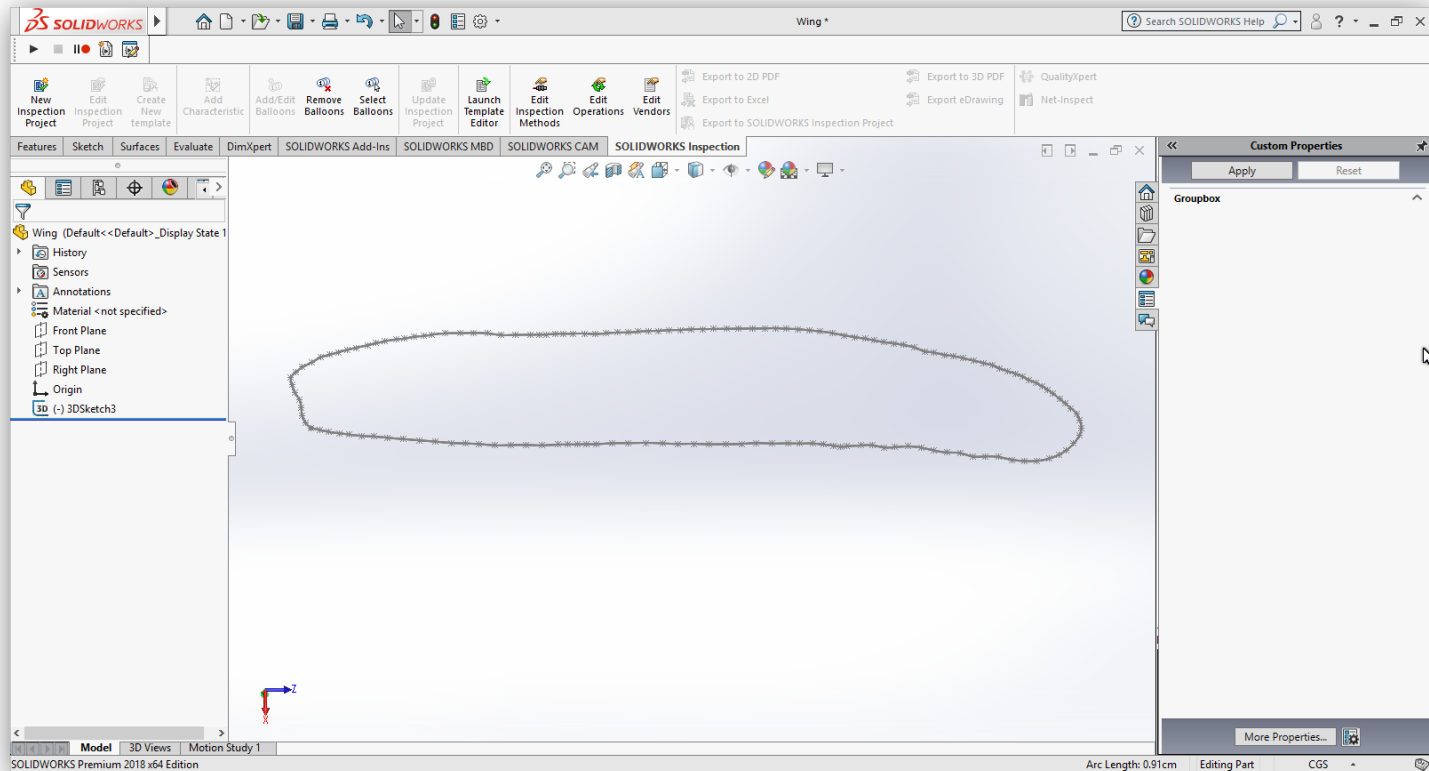 SOLIDWORKS
Wing *
Search SOLIDWORKS Help
?
New Inspection Project
Edit Inspection Project
Create New template
Add Characteristic
Add/Edit Balloons
Remove Balloons
Select Balloons
Update Inspection Project
Launch Template Editor
Edit Inspection Methods
Edit Operations
Edit Vendors
Export to 2D PDF
Export to Excel
Export to SOLIDWORKS Inspection Project
Export to 3D PDF
Export eDrawing
QualityXpert
Net-Inspect
Features
Sketch
Surfaces
Evaluate
DimXpert
SOLIDWORKS Add-Ins
SOLIDWORKS MBD
SOLIDWORKS CAM
SOLIDWORKS Inspection
Custom Properties
Apply
Reset
Groupbox
Wing (Default<<Default>_Display State 1
History
Sensors
Annotations
Material <not specified>
Front Plane
Top Plane
Right Plane
Origin
3D (-) 3DSketch3
Z
X
More Properties...
Model
3D Views
Motion Study 1
SOLIDWORKS Premium 2018 x64 Edition
Arc Length: 0.91cm
Editing Part
CGS